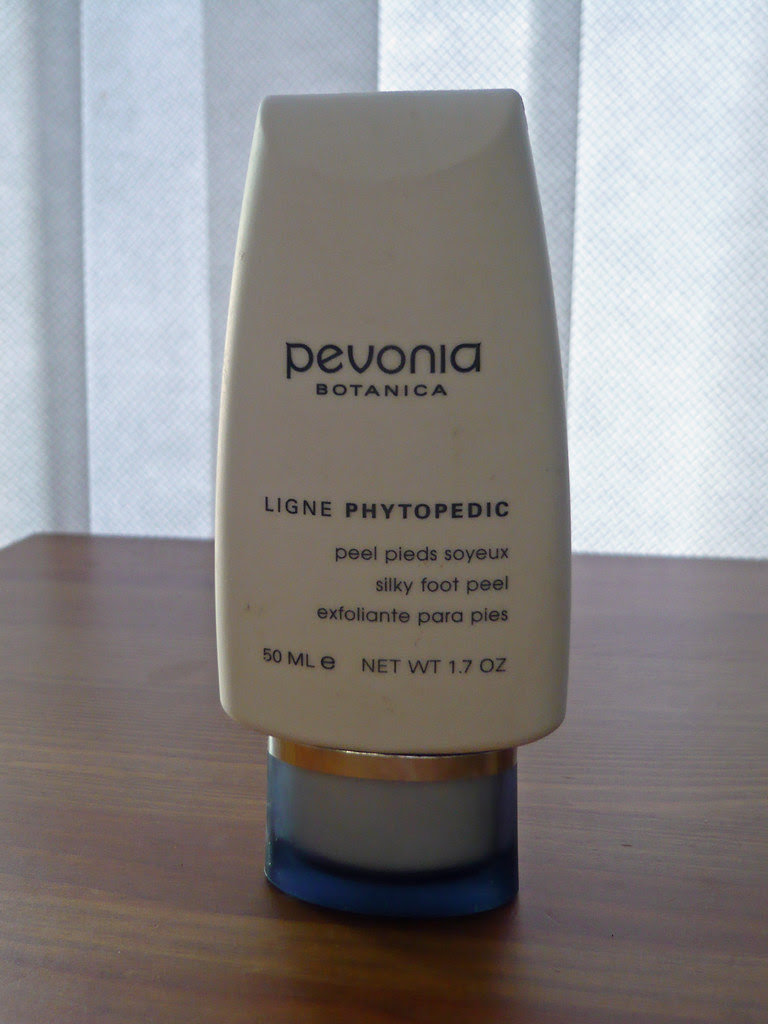 pevonia
BOTANICA
LIGNE PHYTOPEDIC
peel pieds soyeux
silky foot peel
exfoliante para pies
50 ML ℮ NET WT 1.7 OZ